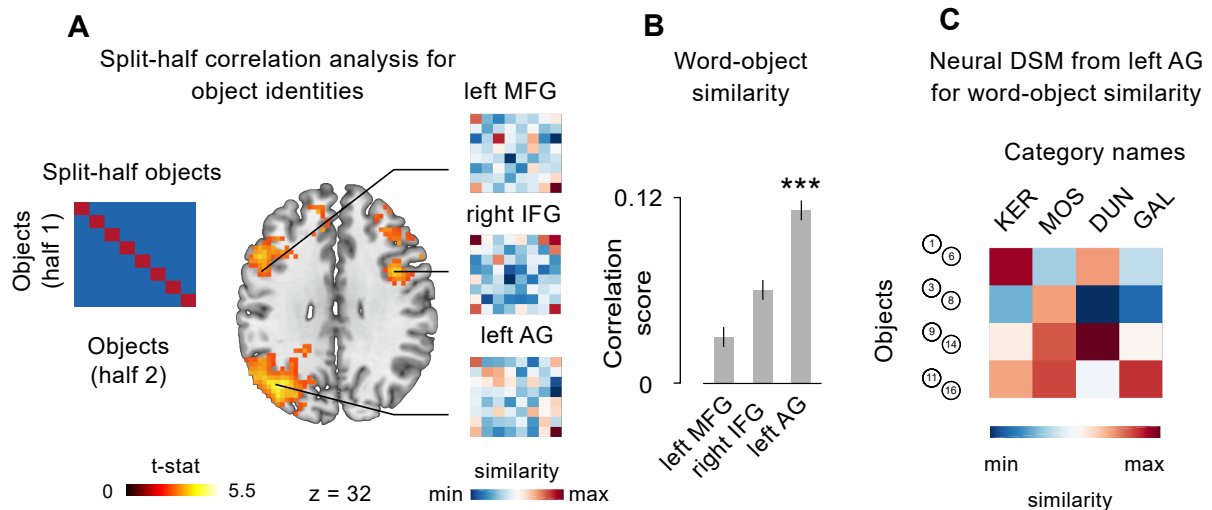 A
Split-half correlation analysis for
object identities
left MFG
Split-half objects
Objects
(half 1)
right IFG
left AG
Objects
(half 2)
t-stat
0
5.5
z = 32
similarity
min
max
B
Word-object
similarity
0.12
***
Correlation
score
0
left MFG
right IFG
left AG
C
Neural DSM from left AG
for word-object similarity
Category names
KER
MOS
DUN
GAL
Objects
1
6
3
8
9
14
11
16
min
max
similarity